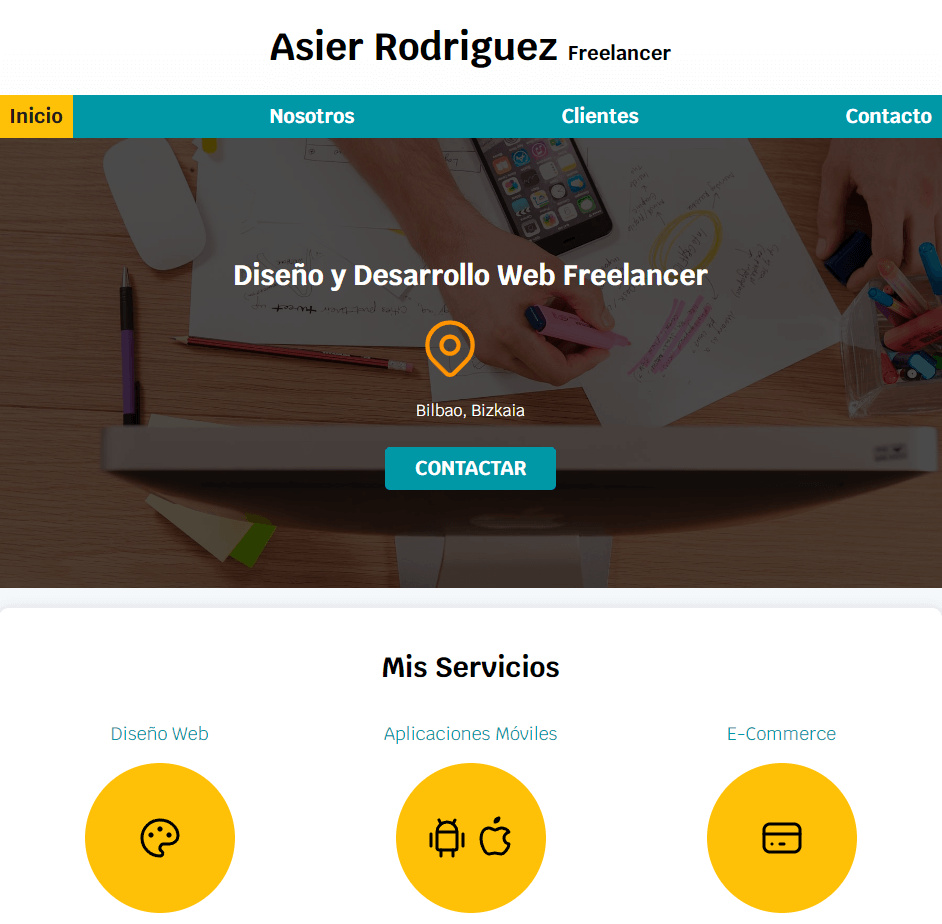 Asier Rodriguez Freelancer
Inicio Nosotros Clientes Contacto
Diseño y Desarrollo Web Freelancer
Bilbao, Bizkaia
CONTACTAR
Mis Servicios
Diseño Web Aplicaciones Móviles E-Commerce